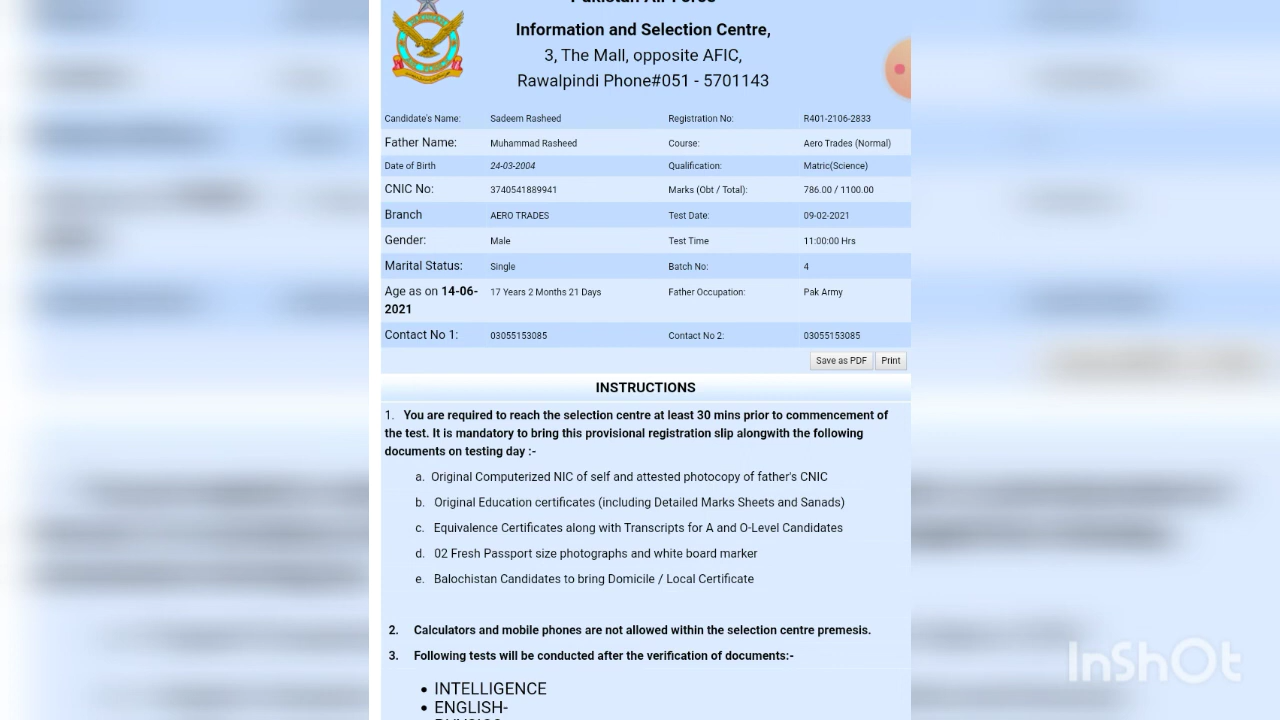 Pakistan Air Force
Information and Selection Centre,
3, The Mall, opposite AFIC,
Rawalpindi Phone#051 - 5701143
Candidate's Name: Sadeem Rasheed Registration No: R401-2106-2833
Father Name: Muhammad Rasheed Course: Aero Trades (Normal)
Date of Birth 24-03-2004 Qualification: Matric(Science)
CNIC No: 3740541889941 Marks (Obt / Total): 786.00 / 1100.00
Branch AERO TRADES Test Date: 09-02-2021
Gender: Male Test Time 11:00:00 Hrs
Marital Status: Single Batch No: 4
Age as on 14-06-2021 17 Years 2 Months 21 Days Father Occupation: Pak Army
Contact No 1: 03055153085 Contact No 2: 03055153085
Save as PDF Print
INSTRUCTIONS
1. You are required to reach the selection centre at least 30 mins prior to commencement of
the test. It is mandatory to bring this provisional registration slip alongwith the following
documents on testing day :-
a. Original Computerized NIC of self and attested photocopy of father's CNIC
b. Original Education certificates (including Detailed Marks Sheets and Sanads)
c. Equivalence Certificates along with Transcripts for A and O-Level Candidates
d. 02 Fresh Passport size photographs and white board marker
e. Balochistan Candidates to bring Domicile / Local Certificate
2. Calculators and mobile phones are not allowed within the selection centre premesis.
3. Following tests will be conducted after the verification of documents:-
• INTELLIGENCE
• ENGLISH-
InShOt